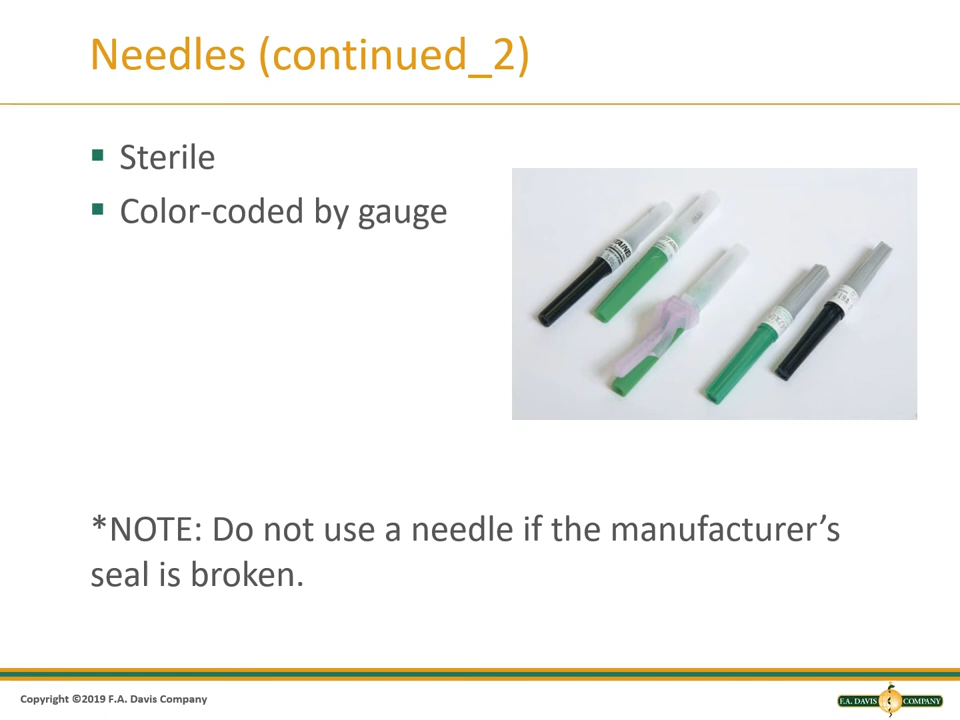 Needles (continued_2)
▪ Sterile
▪ Color-coded by gauge
*NOTE: Do not use a needle if the manufacturer’s
seal is broken.
Copyright ©2019 F.A. Davis Company
F.A. DAVIS COMPANY